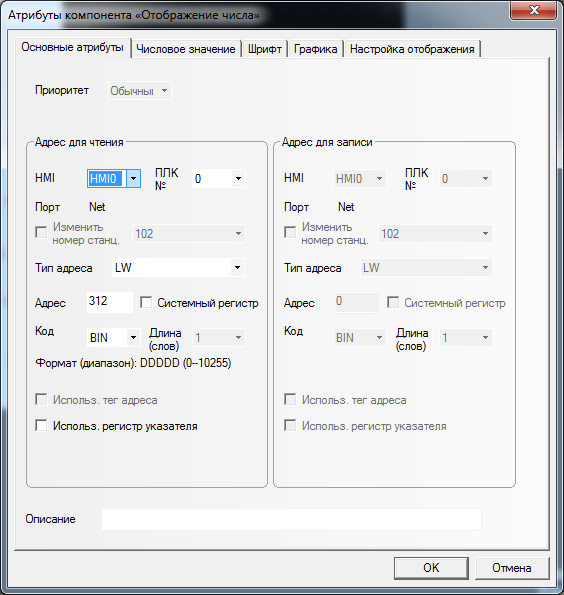 Атрибуты компонента «Отображение числа»
Основные атрибуты Числовое значение Шрифт Графика Настройка отображения
Приоритет Обычны
Адрес для чтения
HMI HMI0 ПЛК № 0
Порт Net
Изменить номер станц. 102
Тип адреса LW
Адрес 312 Системный регистр
Код BIN Длина (слов) 1
Формат (диапазон): DDDDD (0--10255)
Использ. тег адреса
Использ. регистр указателя
Адрес для записи
HMI HMI0 ПЛК № 0
Порт Net
Изменить номер станц. 102
Тип адреса LW
Адрес 0 Системный регистр
Код BIN Длина (слов) 1
Использ. тег адреса
Использ. регистр указателя
Описание
OK Отмена